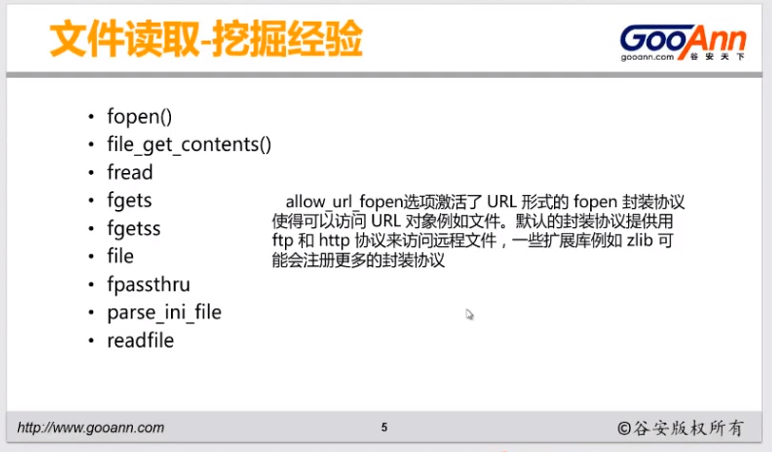 文件读取-挖掘经验
GooAnn
gooann.com 谷安天下
• fopen()
• file_get_contents()
• fread
• fgets
• fgetss
• file
• fpassthru
• parse_ini_file
• readfile
allow_url_fopen选项激活了 URL 形式的 fopen 封装协议
使得可以访问 URL 对象例如文件。默认的封装协议提供用
ftp 和 http 协议来访问远程文件，一些扩展库例如 zlib 可
能会注册更多的封装协议
http://www.gooann.com
5
©谷安版权所有